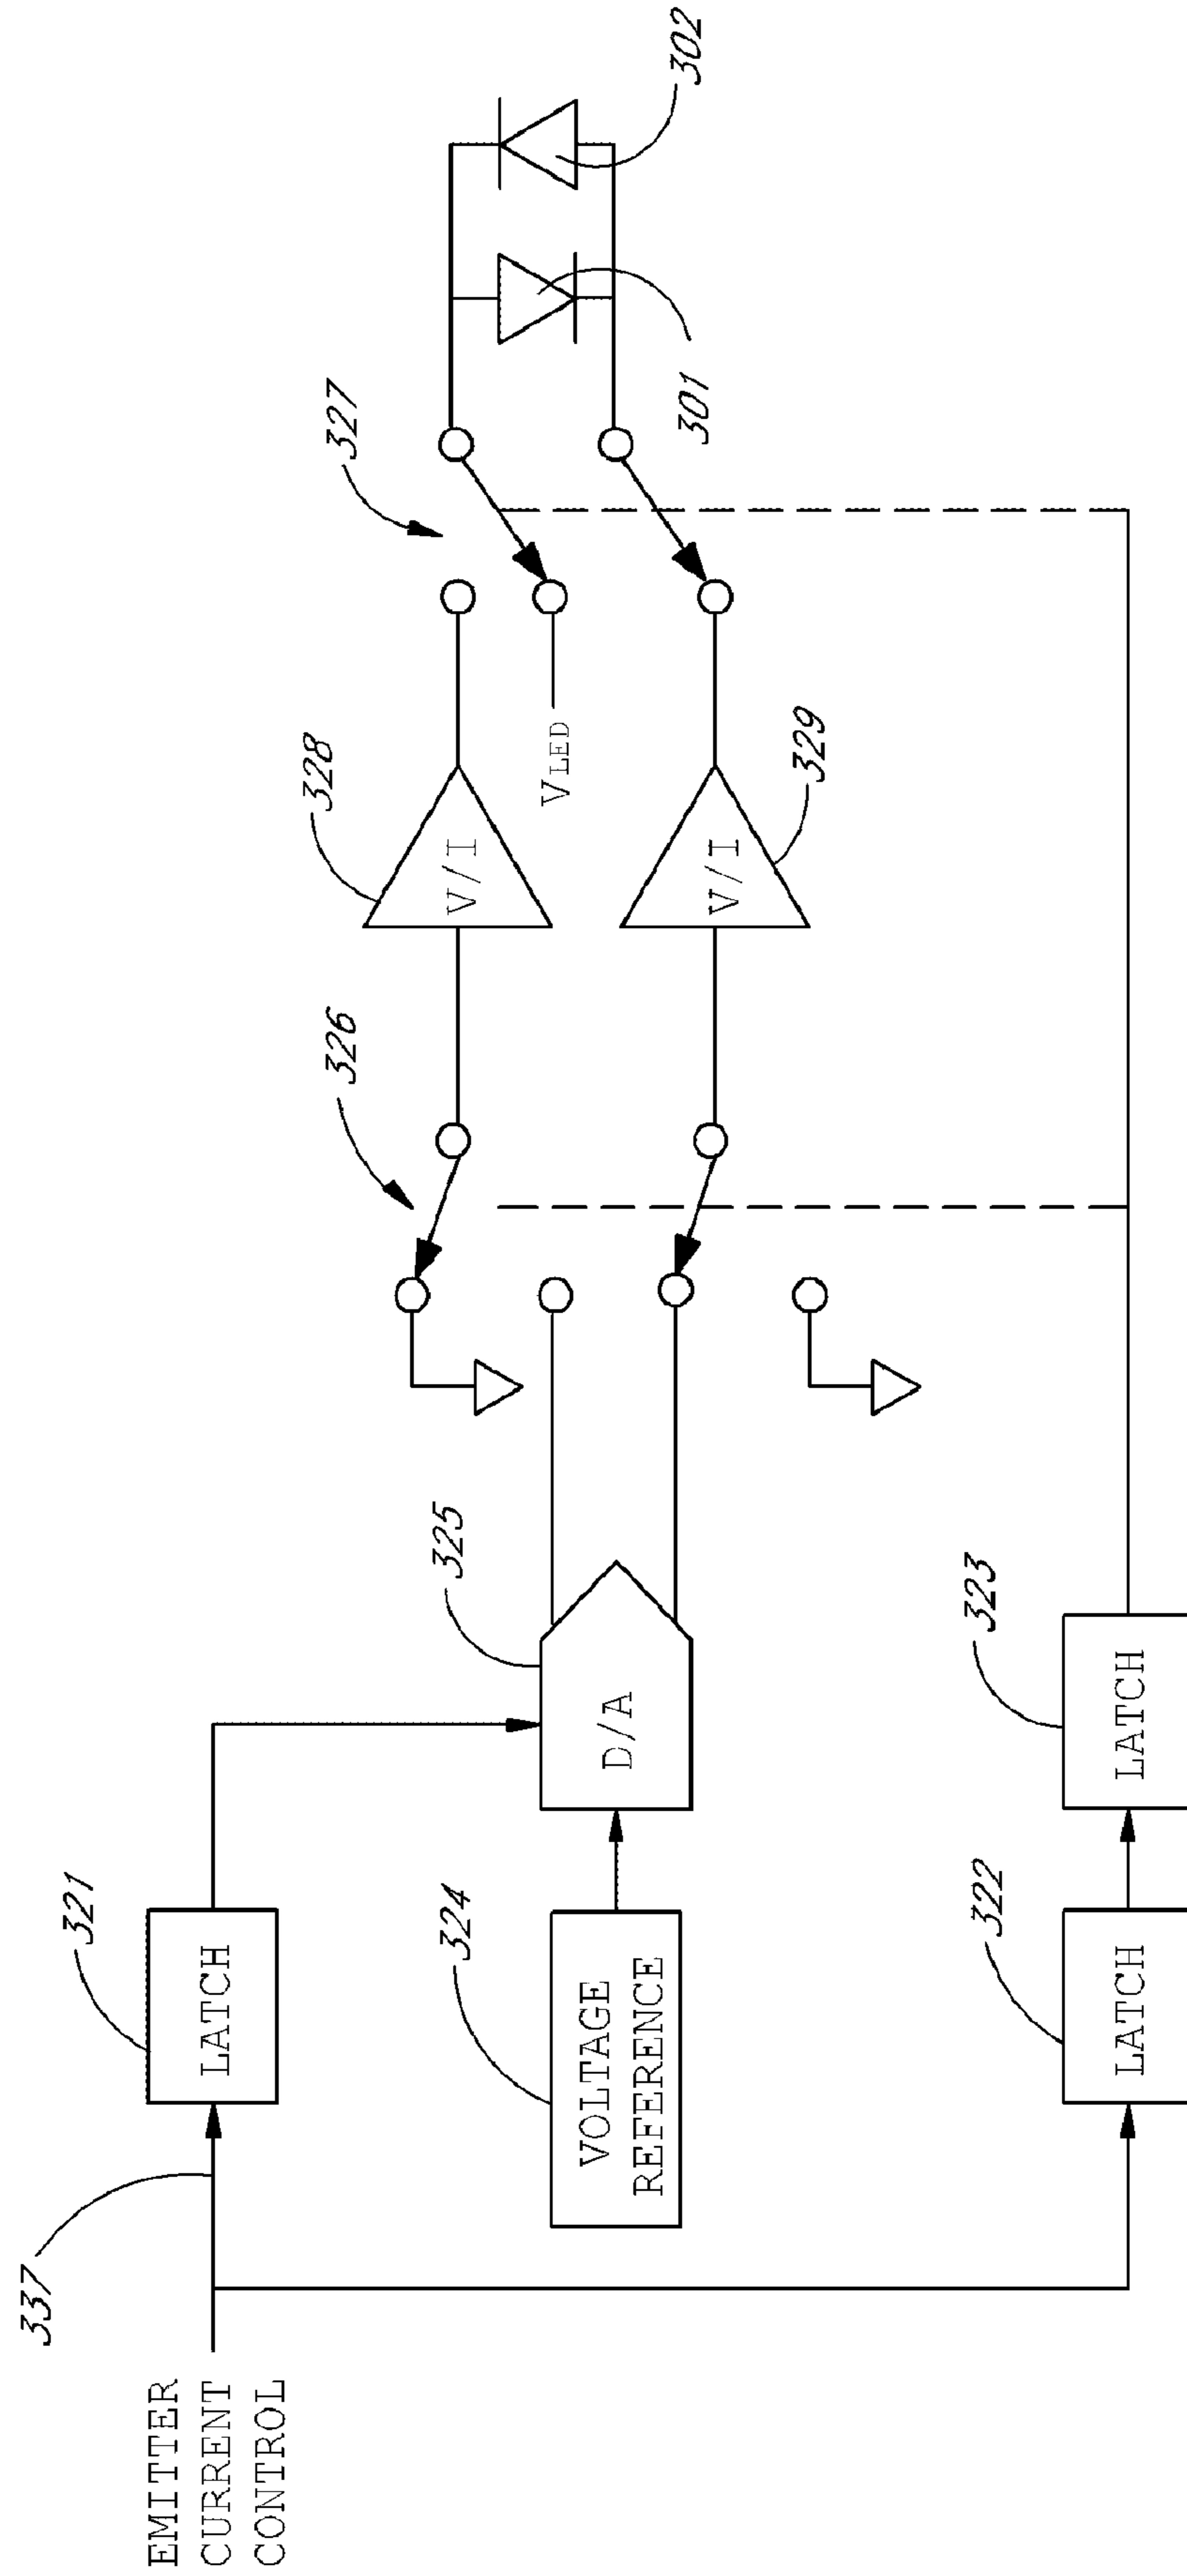 EMITTER
CURRENT
CONTROL
337
LATCH
321
VOLTAGE
REFERENCE
324
D/A
325
LATCH
322
LATCH
323
326
V/I
328
V/I
329
VLED
327
301
302